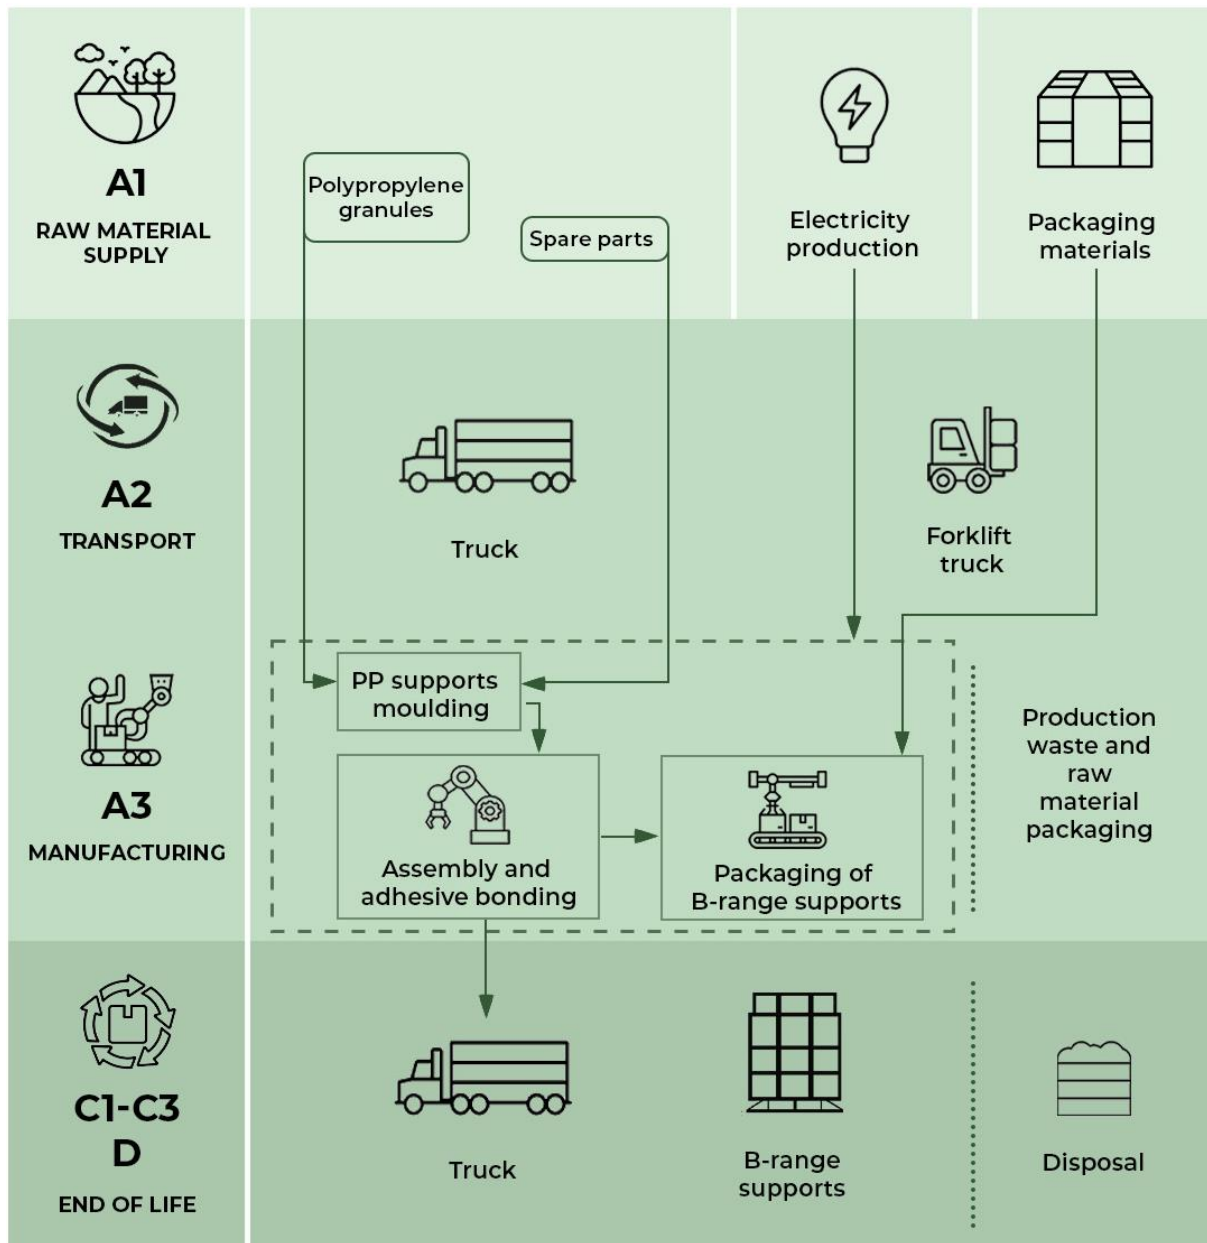 A1
RAW MATERIAL
SUPPLY
Polypropylene
granules
Spare parts
Electricity
production
Packaging
materials
A2
TRANSPORT
Truck
Forklift
truck
A3
MANUFACTURING
PP supports
moulding
Assembly and
adhesive bonding
Packaging of
B-range supports
Production
waste and
raw
material
packaging
C1-C3
D
END OF LIFE
Truck
B-range
supports
Disposal